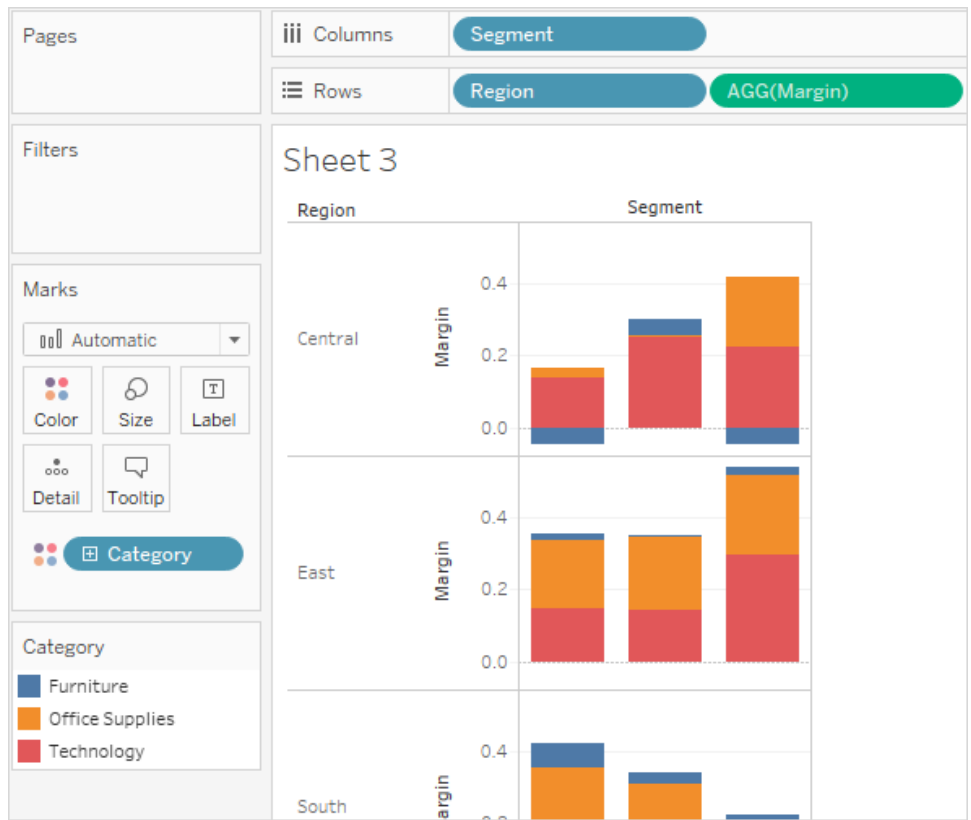 Pages
Columns
Segment
Rows
Region
AGG(Margin)
Filters
Marks
Automatic
Color
Size
T
Label
Detail
Tooltip
Category
Category
Furniture
Office Supplies
Technology
Sheet 3
Region
Segment
Central
Margin
0.4
0.2
0.0
East
Margin
0.4
0.2
0.0
South
0.4